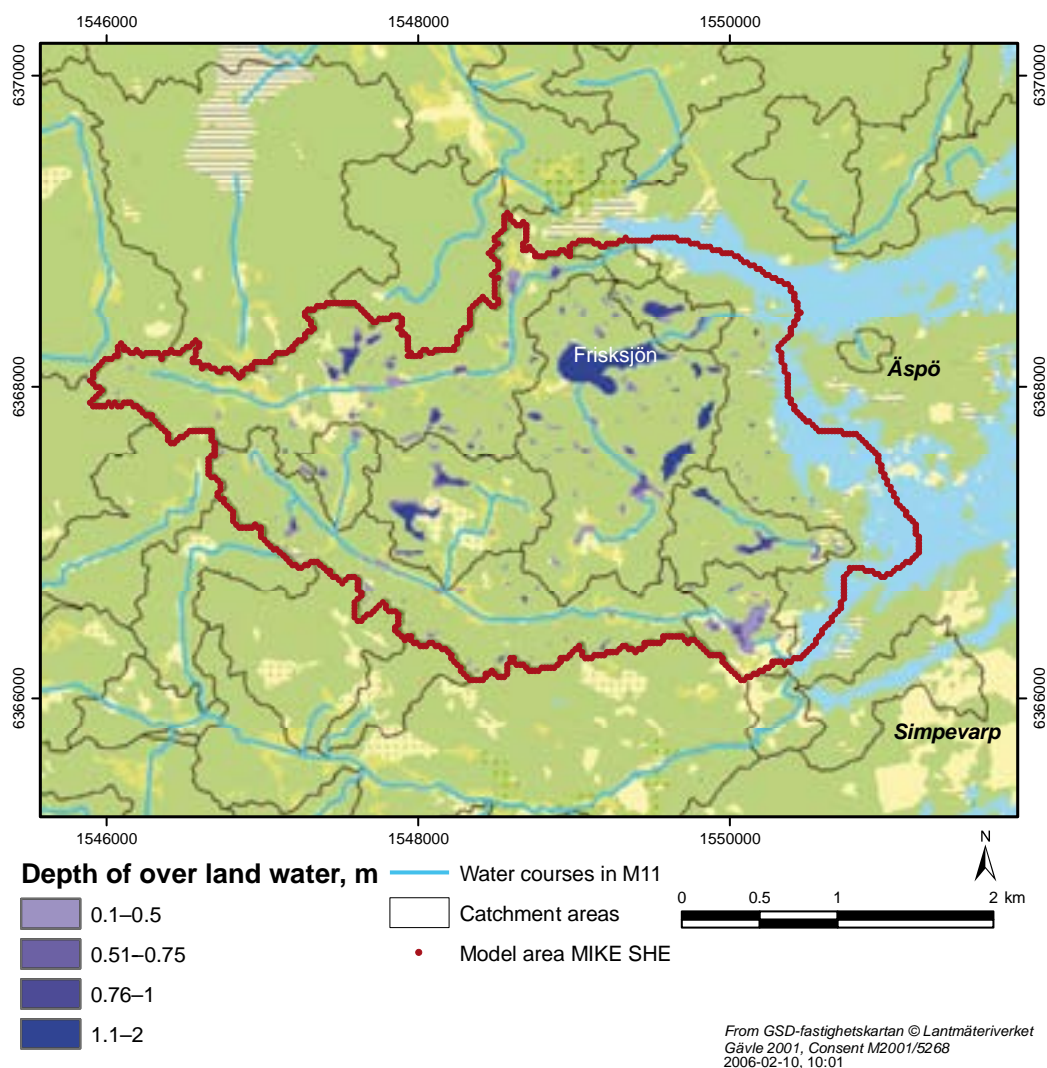 1546000
1548000
1550000
6370000
6370000
Frisksjön
6368000
6368000
Äspö
6366000
6366000
Simpevarp
1546000
1548000
1550000
N
Depth of over land water, m
0.1–0.5
0.51–0.75
0.76–1
1.1–2
Water courses in M11
Catchment areas
Model area MIKE SHE
0 0.5 1 2 km
From GSD-fastighetskartan © Lantmäteriverket
Gävle 2001, Consent M2001/5268
2006-02-10, 10:01